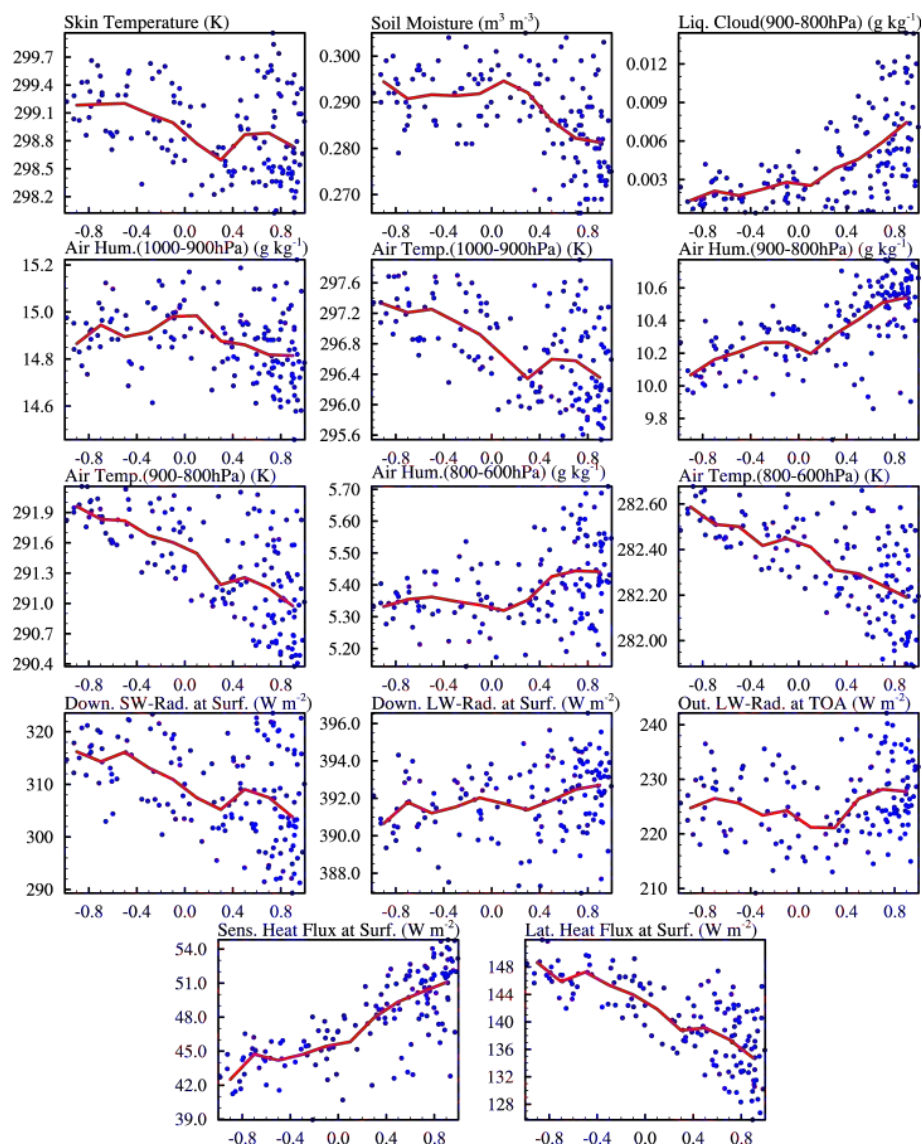 Skin Temperature (K)
299.7
299.4
299.1
298.8
298.5
298.2
-0.8 -0.4 0.0 0.4 0.8
Soil Moisture (m³ m⁻³)
0.300
0.290
0.280
0.270
-0.8 -0.4 0.0 0.4 0.8
Liq. Cloud(900-800hPa) (g kg⁻¹)
0.012
0.009
0.006
0.003
-0.8 -0.4 0.0 0.4 0.8
Air Hum.(1000-900hPa) (g kg⁻¹)
15.2
15.0
14.8
14.6
-0.8 -0.4 0.0 0.4 0.8
Air Temp.(1000-900hPa) (K)
297.6
297.2
296.8
296.4
296.0
295.6
-0.8 -0.4 0.0 0.4 0.8
Air Hum.(900-800hPa) (g kg⁻¹)
10.6
10.4
10.2
10.0
9.8
-0.8 -0.4 0.0 0.4 0.8
Air Temp.(900-800hPa) (K)
291.9
291.6
291.3
291.0
290.7
290.4
-0.8 -0.4 0.0 0.4 0.8
Air Hum.(800-600hPa) (g kg⁻¹)
5.70
5.60
5.50
5.40
5.30
5.20
-0.8 -0.4 0.0 0.4 0.8
Air Temp.(800-600hPa) (K)
282.60
282.40
282.20
282.00
-0.8 -0.4 0.0 0.4 0.8
Down. SW-Rad. at Surf. (W m⁻²)
320
310
300
290
-0.8 -0.4 0.0 0.4 0.8
Down. LW-Rad. at Surf. (W m⁻²)
396.0
394.0
392.0
390.0
388.0
-0.8 -0.4 0.0 0.4 0.8
Out. LW-Rad. at TOA (W m⁻²)
240
230
220
210
-0.8 -0.4 0.0 0.4 0.8
Sens. Heat Flux at Surf. (W m⁻²)
54.0
51.0
48.0
45.0
42.0
39.0
-0.8 -0.4 0.0 0.4 0.8
Lat. Heat Flux at Surf. (W m⁻²)
148
144
140
136
132
128
-0.8 -0.4 0.0 0.4 0.8